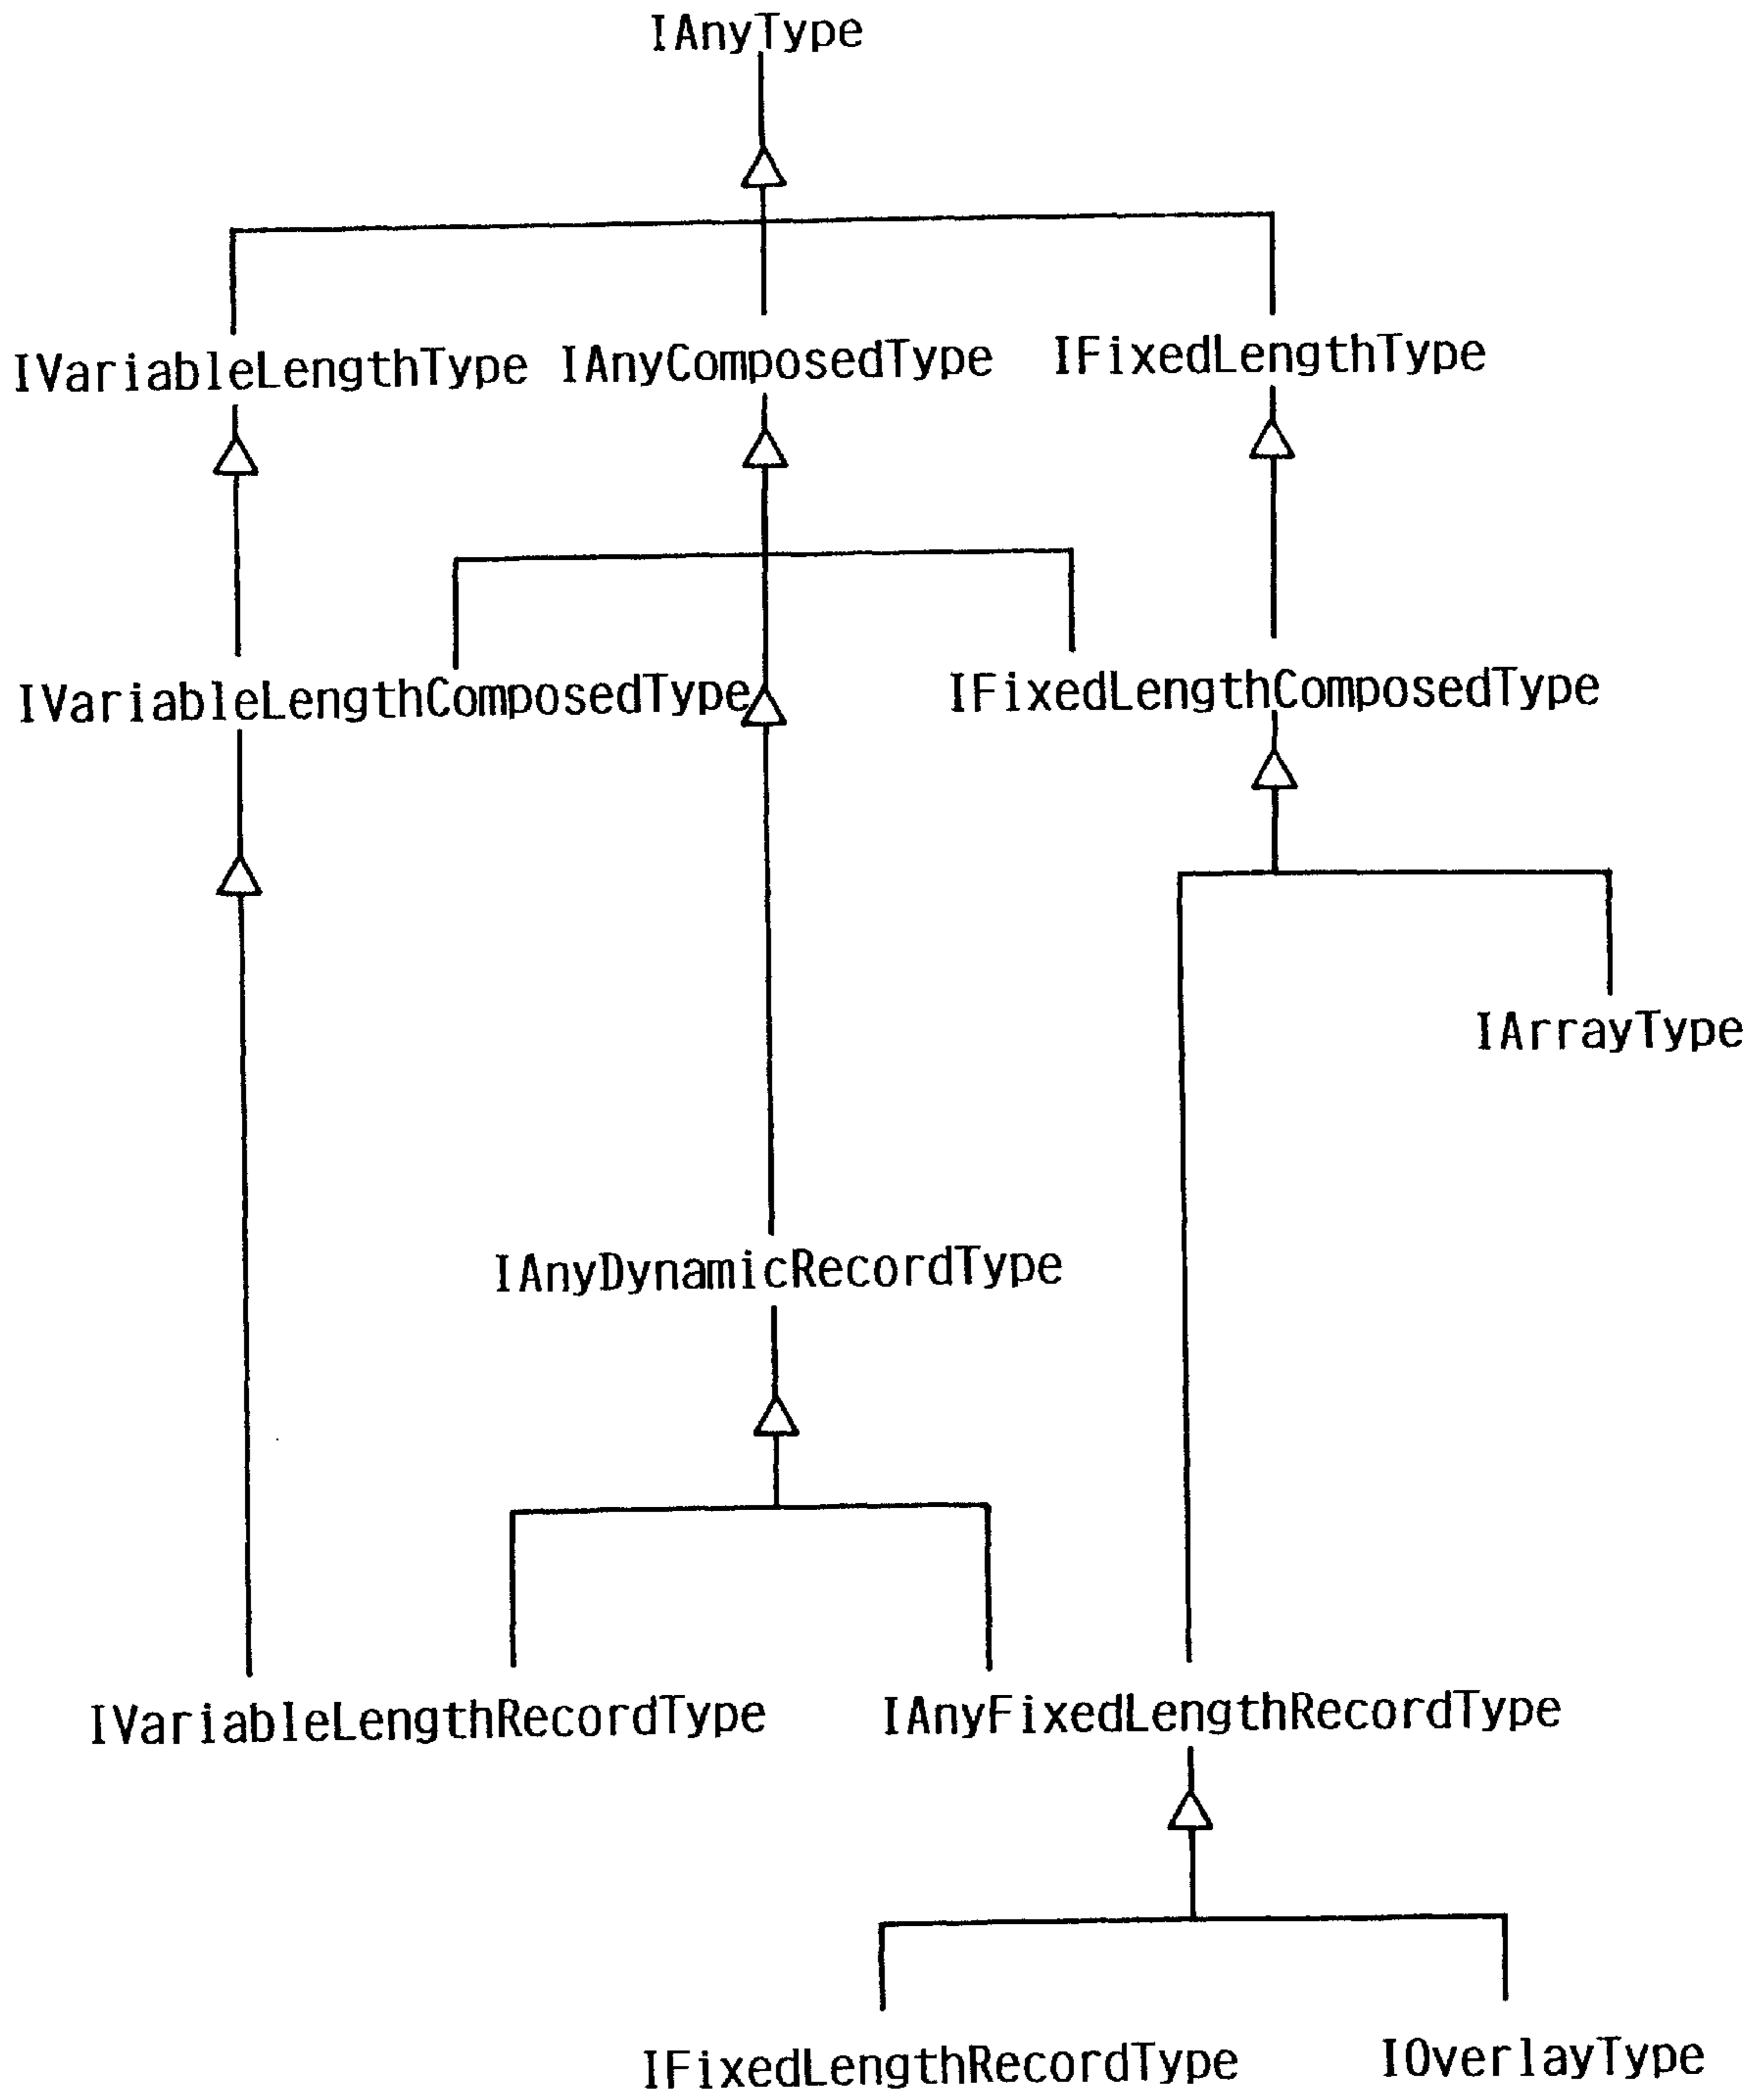 IAnyType
IVariableLengthType IAnyComposedType IFixedLengthType
IVariableLengthComposedType IFixedLengthComposedType
IArrayType
IAnyDynamicRecordType
IVariableLengthRecordType IAnyFixedLengthRecordType
IFixedLengthRecordType IOverlayType